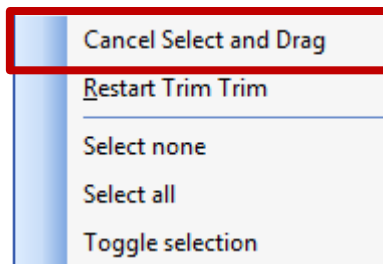 Cancel Select and Drag
Restart Trim Trim
Select none
Select all
Toggle selection